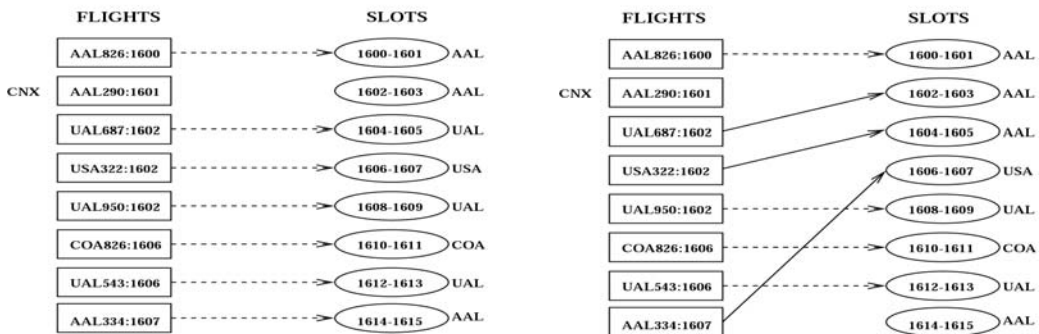 FLIGHTS SLOTS
AAL826:1600 1600-1601 AAL
CNX AAL290:1601 1602-1603 AAL
UAL687:1602 1604-1605 UAL
USA322:1602 1606-1607 USA
UAL950:1602 1608-1609 UAL
COA826:1606 1610-1611 COA
UAL543:1606 1612-1613 UAL
AAL334:1607 1614-1615 AAL
FLIGHTS SLOTS
AAL826:1600 1600-1601 AAL
CNX AAL290:1601 1602-1603 AAL
UAL687:1602 1604-1605 AAL
USA322:1602 1606-1607 USA
UAL950:1602 1608-1609 UAL
COA826:1606 1610-1611 COA
UAL543:1606 1612-1613 UAL
AAL334:1607 1614-1615 AAL